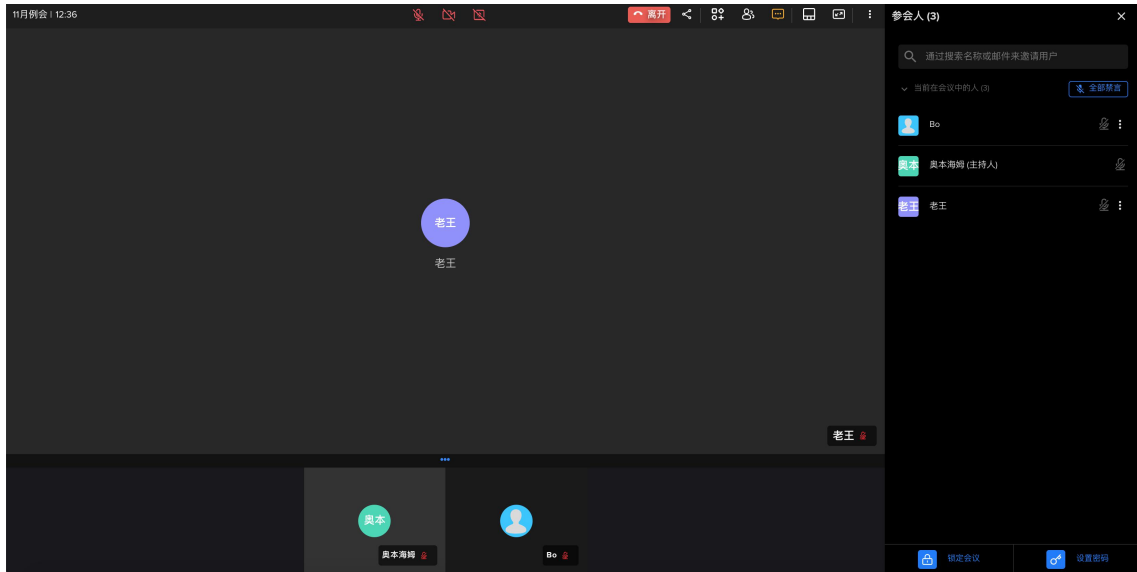 11月例会 | 12:36
离开
参会人 (3)
通过搜索名称或邮件来邀请用户
当前在会议中的人 (3)
全部禁言
Bo
奥本
奥本海姆 (主持人)
老王
老王
老王
老王
老王
奥本
奥本海姆
Bo
锁定会议
设置密码